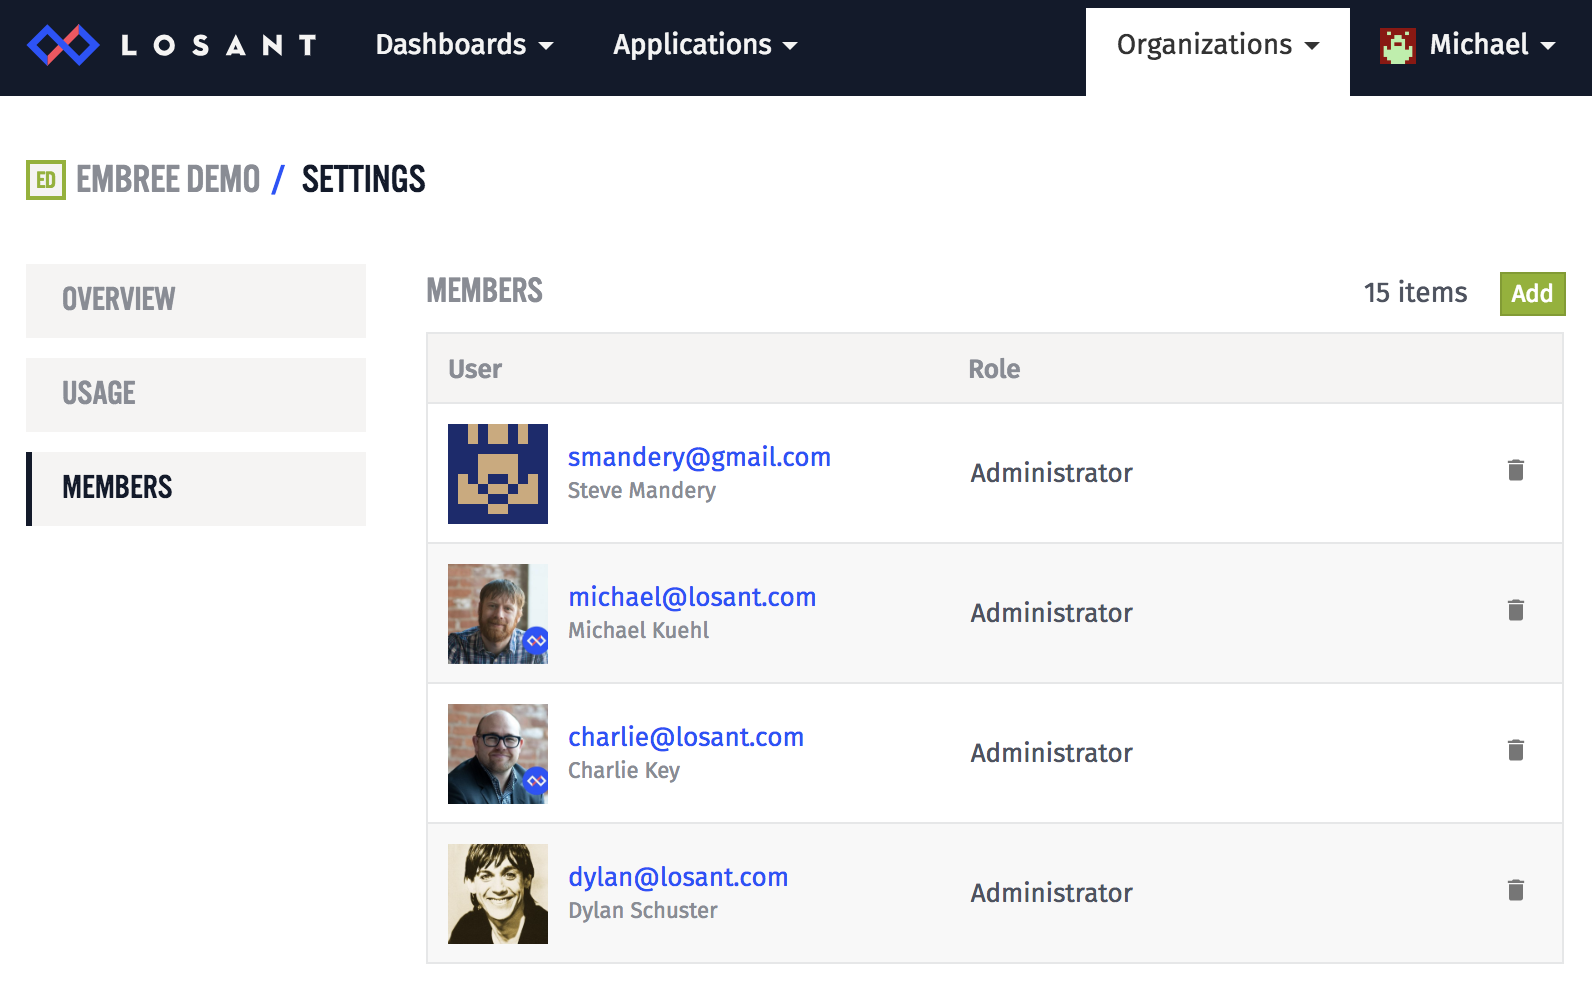 LOSANT Dashboards Applications Organizations Michael
ED EMBREE DEMO / SETTINGS
OVERVIEW
USAGE
MEMBERS
MEMBERS 15 items Add
User Role
smandery@gmail.com
Steve Mandery
Administrator
michael@losant.com
Michael Kuehl
Administrator
charlie@losant.com
Charlie Key
Administrator
dylan@losant.com
Dylan Schuster
Administrator